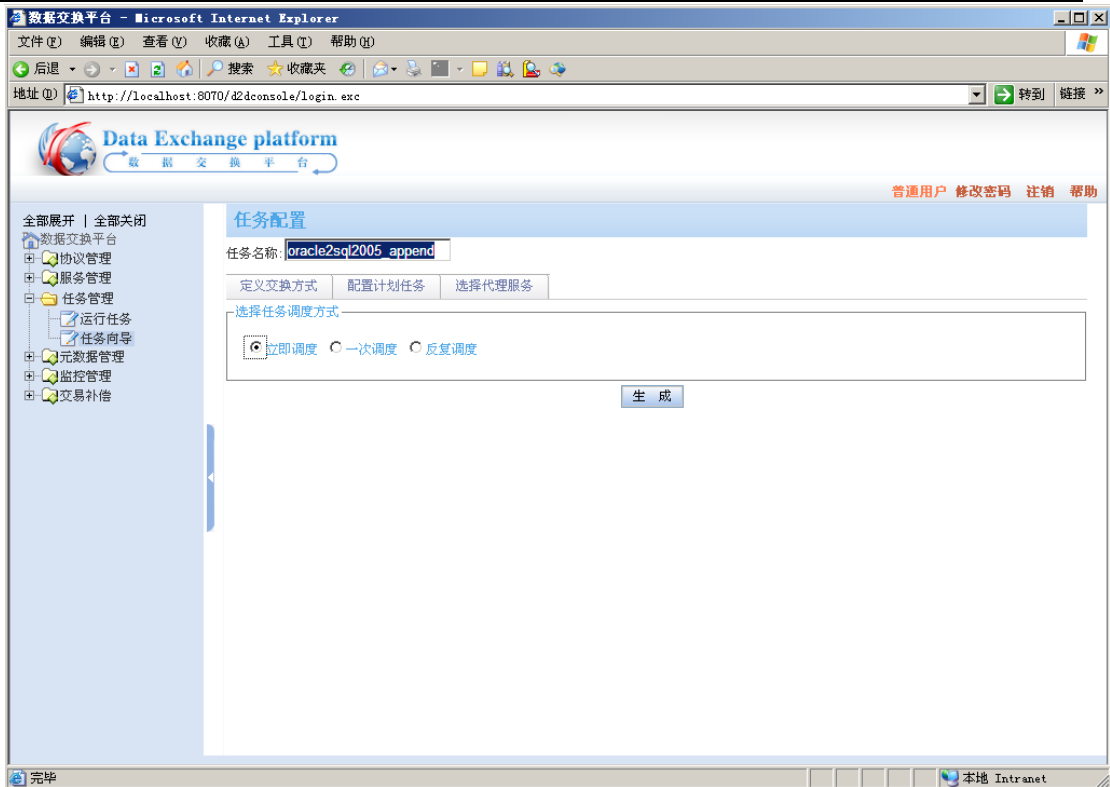 数据交换平台 - Microsoft Internet Explorer
文件(F) 编辑(E) 查看(V) 收藏(A) 工具(T) 帮助(H)
后退 搜索 收藏夹
地址(D) http://localhost:8070/d2dconsole/login.exc 转到 链接 »
Data Exchange platform
数 据 交 换 平 台
普通用户 修改密码 注销 帮助
全部展开 | 全部关闭
数据交换平台
协议管理
服务管理
任务管理
运行任务
任务向导
元数据管理
监控管理
交易补偿
任务配置
任务名称: oracle2sql2005_append
定义交换方式 配置计划任务 选择代理服务
选择任务调度方式
立即调度 一次调度 反复调度
生 成
完毕 本地 Intranet